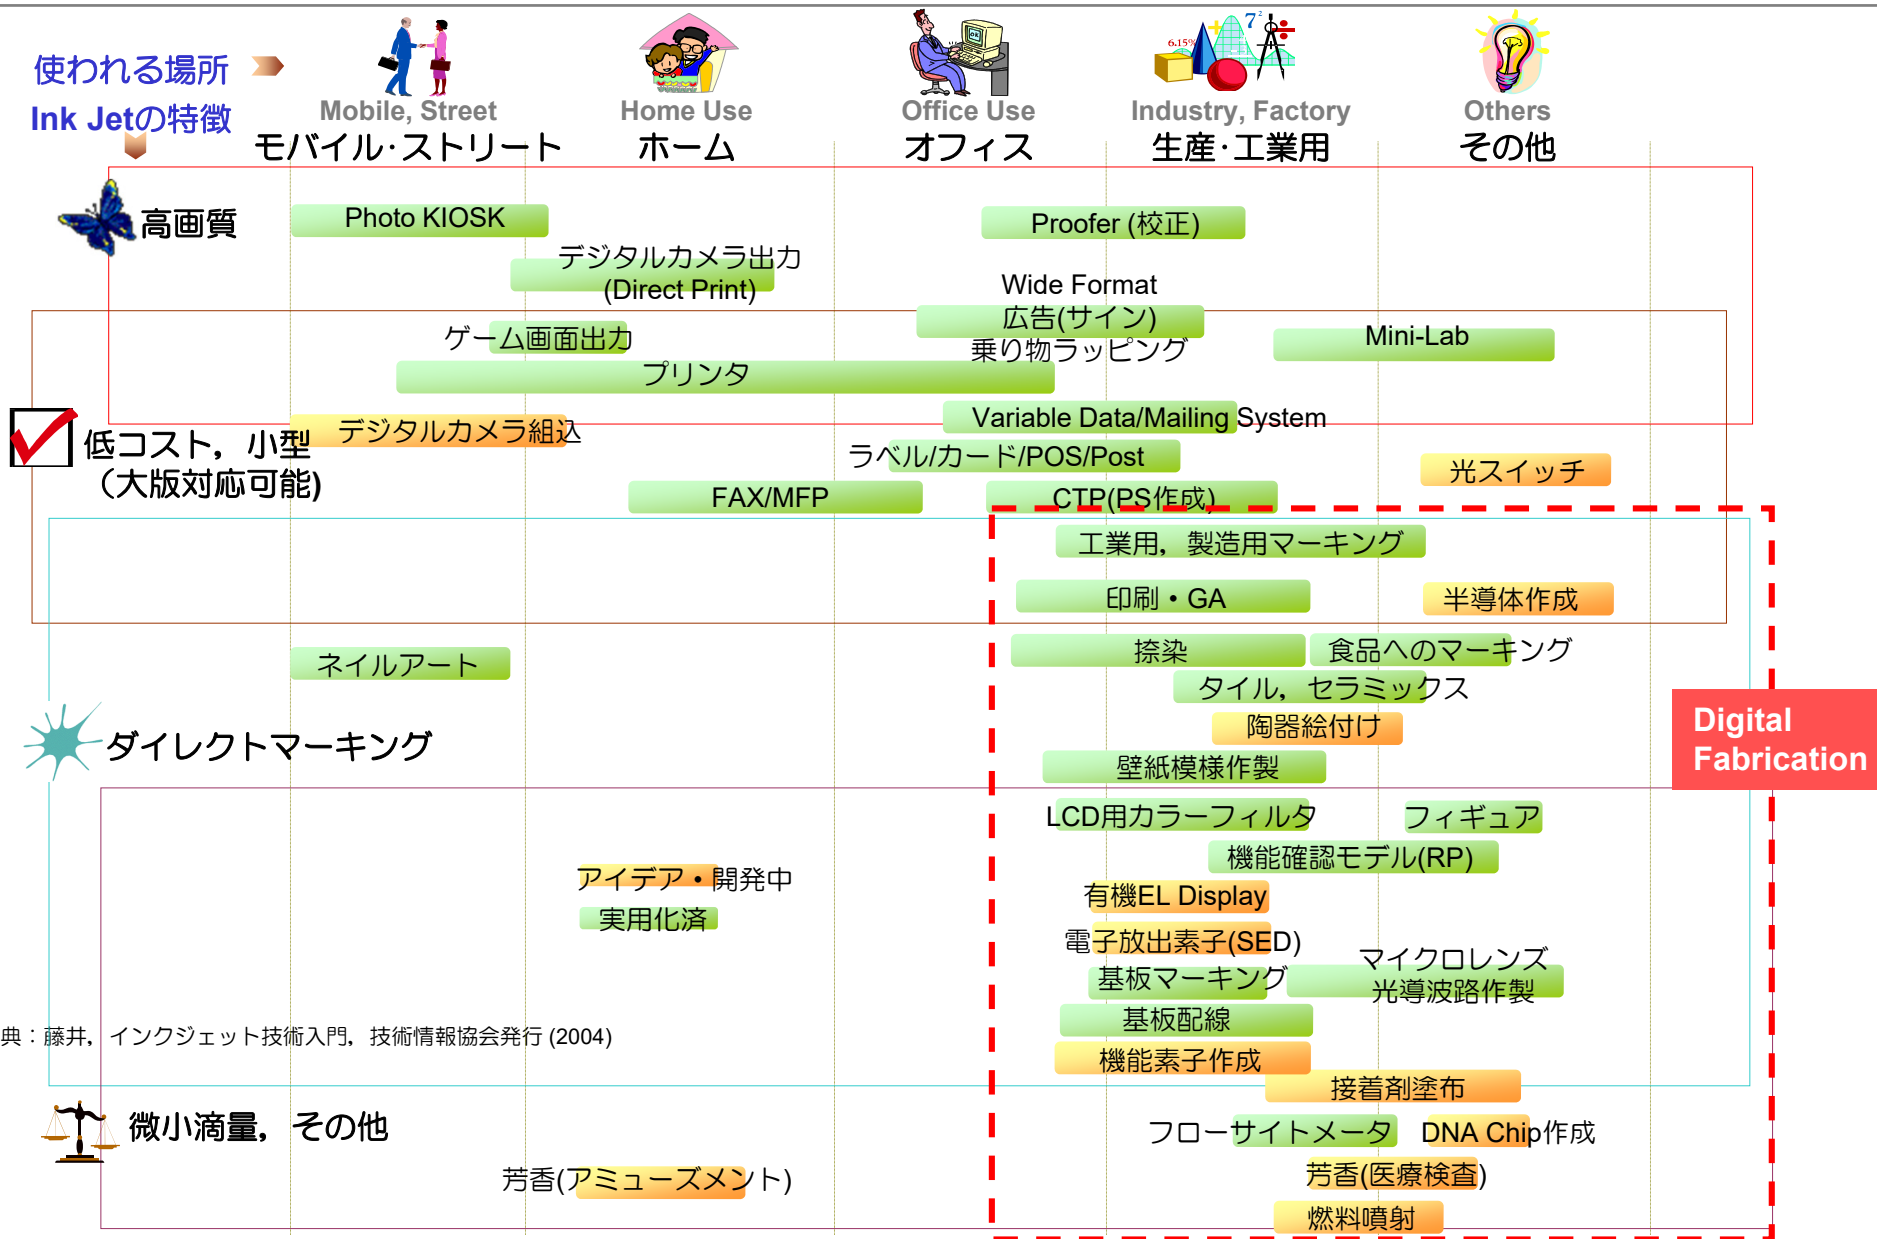 使われる場所
Ink Jetの特徴
Mobile, Street
モバイル･ストリート
Home Use
ホーム
Office Use
オフィス
6.15%
7²
Industry, Factory
生産･工業用
Others
その他
高画質
Photo KIOSK
Proofer (校正)
デジタルカメラ出力
(Direct Print)
Wide Format
広告(サイン)
乗り物ラッピング
ゲーム画面出力
Mini-Lab
プリンタ
デジタルカメラ組込
Variable Data/Mailing System
低コスト，小型
（大版対応可能)
ラベル/カード/POS/Post
光スイッチ
FAX/MFP
CTP(PS作成)
工業用，製造用マーキング
印刷・GA
半導体作成
捺染
食品へのマーキング
ネイルアート
タイル，セラミックス
陶器絵付け
Digital
Fabrication
ダイレクトマーキング
壁紙模様作製
LCD用カラーフィルタ
フィギュア
機能確認モデル(RP)
アイデア・開発中
有機EL Display
実用化済
電子放出素子(SED)
マイクロレンズ
光導波路作製
基板マーキング
基板配線
典：藤井，インクジェット技術入門，技術情報協会発行 (2004)
機能素子作成
接着剤塗布
微小滴量，その他
フローサイトメータ
DNA Chip作成
芳香(アミューズメント)
芳香(医療検査)
燃料噴射